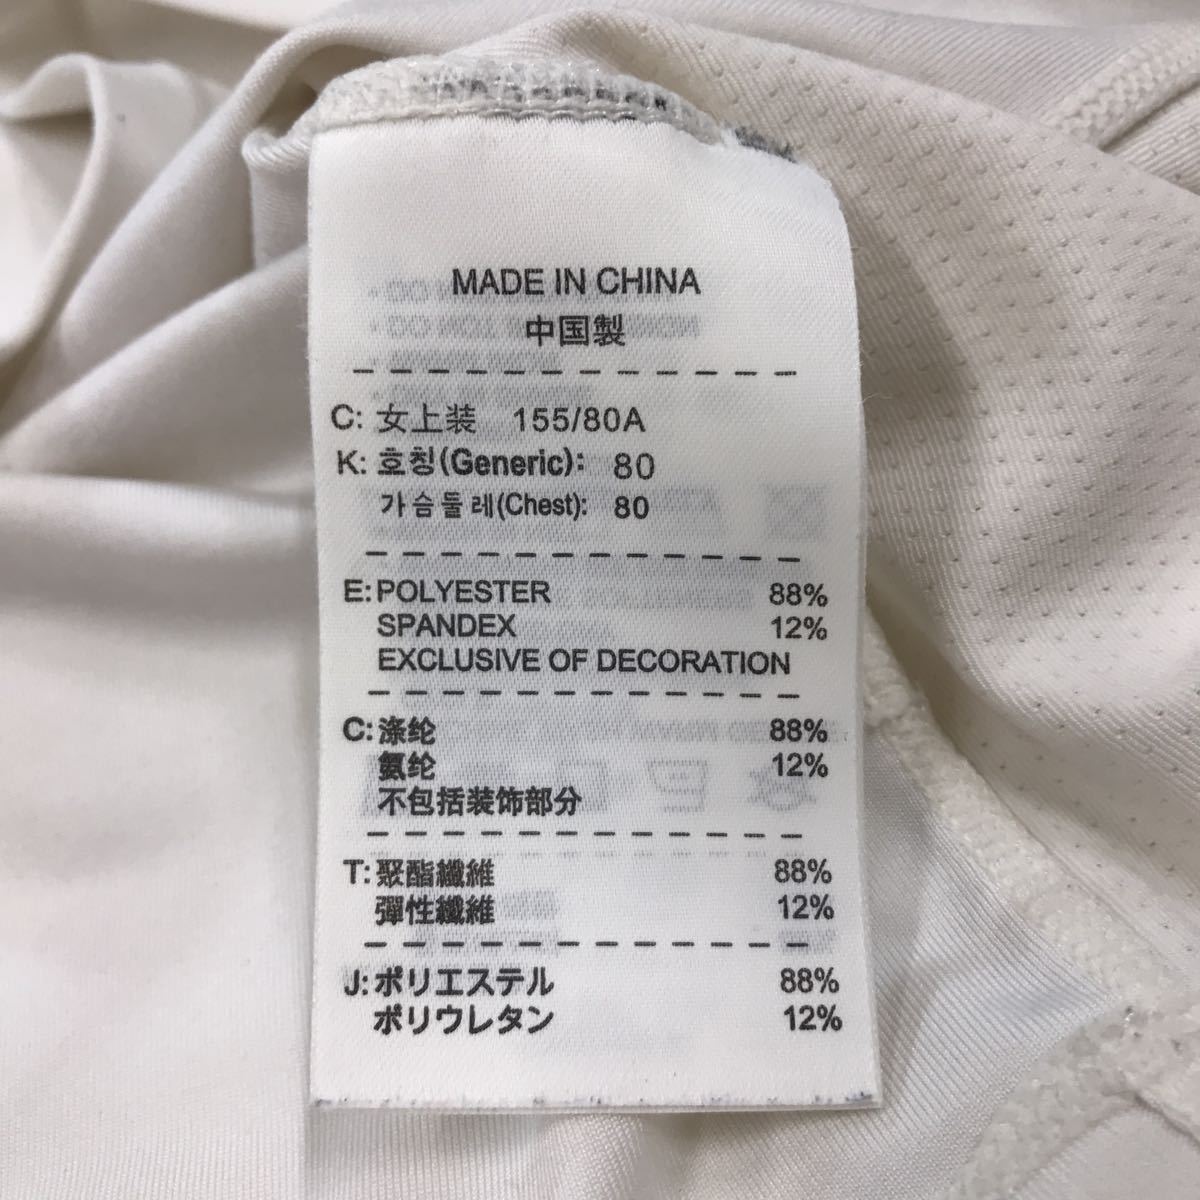 MADE IN CHINA
中国製
C: 女上装 155/80A
K: 호칭(Generic): 80
가슴둘레(Chest): 80
E: POLYESTER 88%
SPANDEX 12%
EXCLUSIVE OF DECORATION
C: 涤纶 88%
氨纶 12%
不包括装饰部分
T: 聚酯纖維 88%
彈性纖維 12%
J: ポリエステル 88%
ポリウレタン 12%